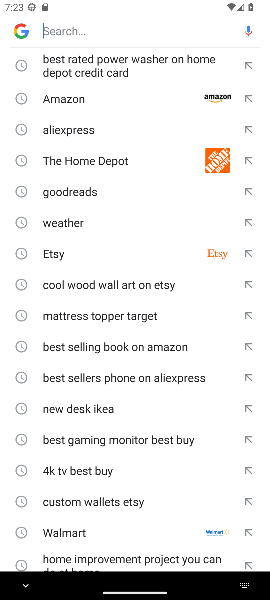 7:23
Search...
best rated power washer on home
depot credit card
Amazon
amazon
aliexpress
The Home Depot
THE HOME DEPOT
goodreads
weather
Etsy
Etsy
cool wood wall art on etsy
mattress topper target
best selling book on amazon
best sellers phone on aliexpress
new desk ikea
best gaming monitor best buy
4k tv best buy
custom wallets etsy
Walmart
Walmart
home improvement project you can
do at home